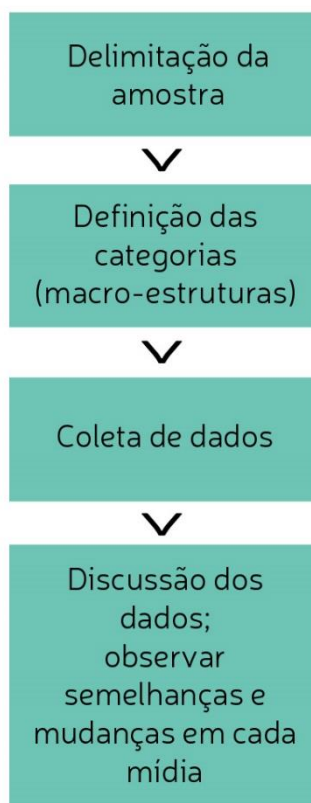 Delimitação da
amostra
Definição das
categorias
(macro-estruturas)
Coleta de dados
Discussão dos
dados;
observar
semelhanças e
mudanças em cada
mídia